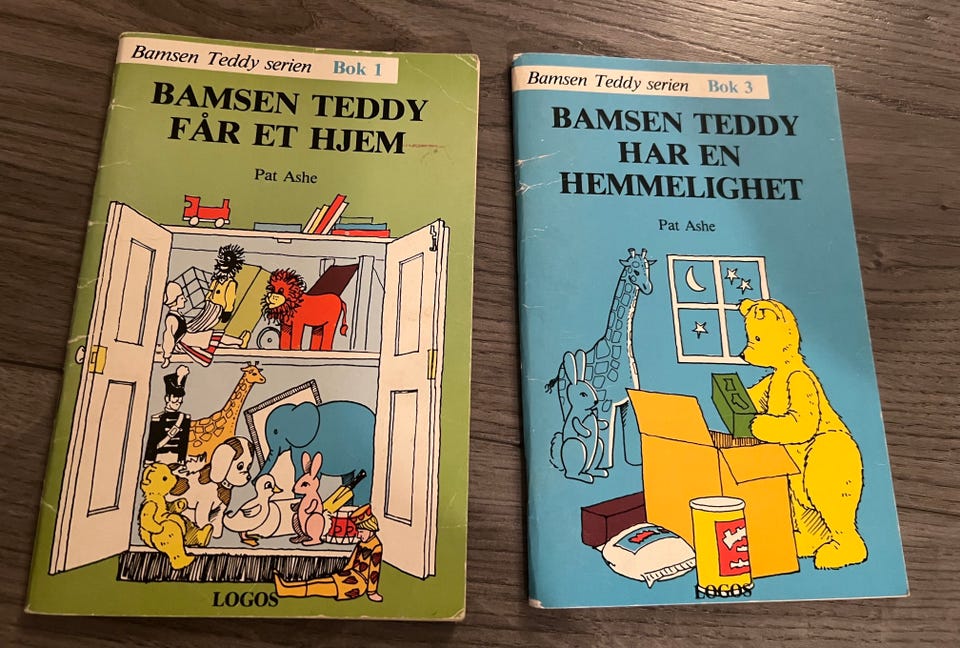 Bamsen Teddy serien Bok 1
BAMSEN TEDDY
FÅR ET HJEM
Pat Ashe
LOGOS
Bamsen Teddy serien Bok 3
BAMSEN TEDDY
HAR EN
HEMMELIGHET
Pat Ashe
LOGOS